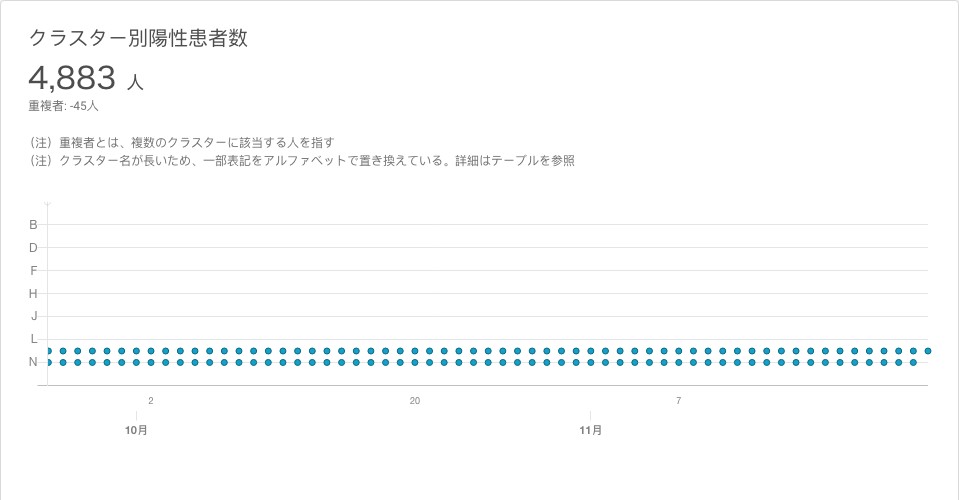 クラスター別陽性患者数
4,883 人
重複者: -45人
（注）重複者とは、複数のクラスターに該当する人を指す
（注）クラスター名が長いため、一部表記をアルファベットで置き換えている。詳細はテーブルを参照
B
D
F
H
J
L
N
2 20 7
10月 11月